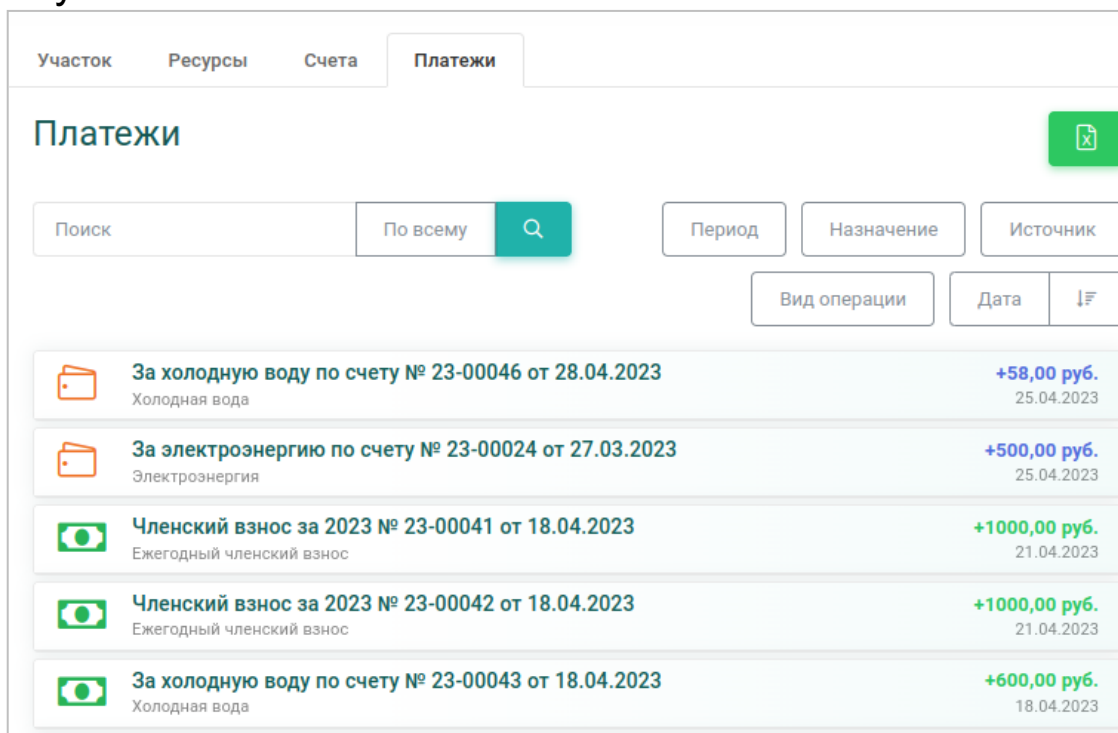 Участок Ресурсы Счета Платежи
Платежи
Поиск По всему Период Назначение Источник
Вид операции Дата
За холодную воду по счету № 23-00046 от 28.04.2023 +58,00 руб.
Холодная вода 25.04.2023
За электроэнергию по счету № 23-00024 от 27.03.2023 +500,00 руб.
Электроэнергия 25.04.2023
Членский взнос за 2023 № 23-00041 от 18.04.2023 +1000,00 руб.
Ежегодный членский взнос 21.04.2023
Членский взнос за 2023 № 23-00042 от 18.04.2023 +1000,00 руб.
Ежегодный членский взнос 21.04.2023
За холодную воду по счету № 23-00043 от 18.04.2023 +600,00 руб.
Холодная вода 18.04.2023